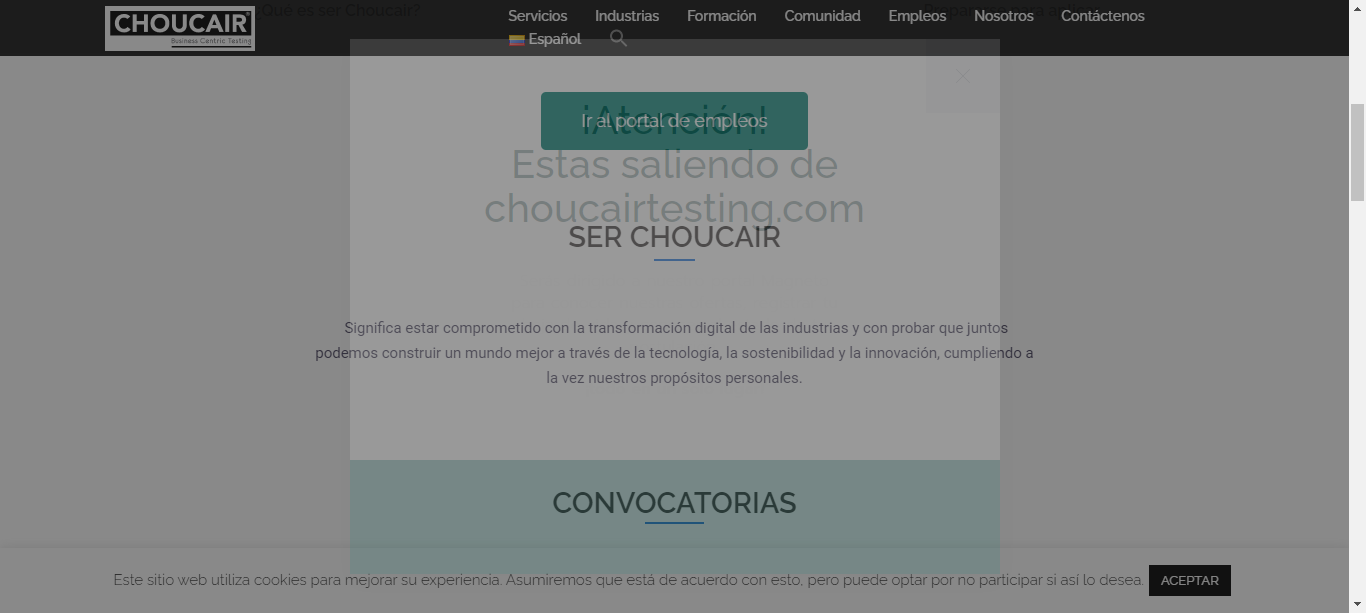 ¿Qué es ser Choucair?
CHOUCAIR
Business Centric Testing
Servicios Industrias Formación Comunidad Empleos Nosotros Contáctenos
Español
¡Atención!
Ir al portal de empleos
Estas saliendo de
choucairtesting.com
SER CHOUCAIR
Significa estar comprometido con la transformación digital de las industrias y con probar que juntos
podemos construir un mundo mejor a través de la tecnología, la sostenibilidad y la innovación, cumpliendo a
la vez nuestros propósitos personales.
CONVOCATORIAS
Este sitio web utiliza cookies para mejorar su experiencia. Asumiremos que está de acuerdo con esto, pero puede optar por no participar si así lo desea. ACEPTAR